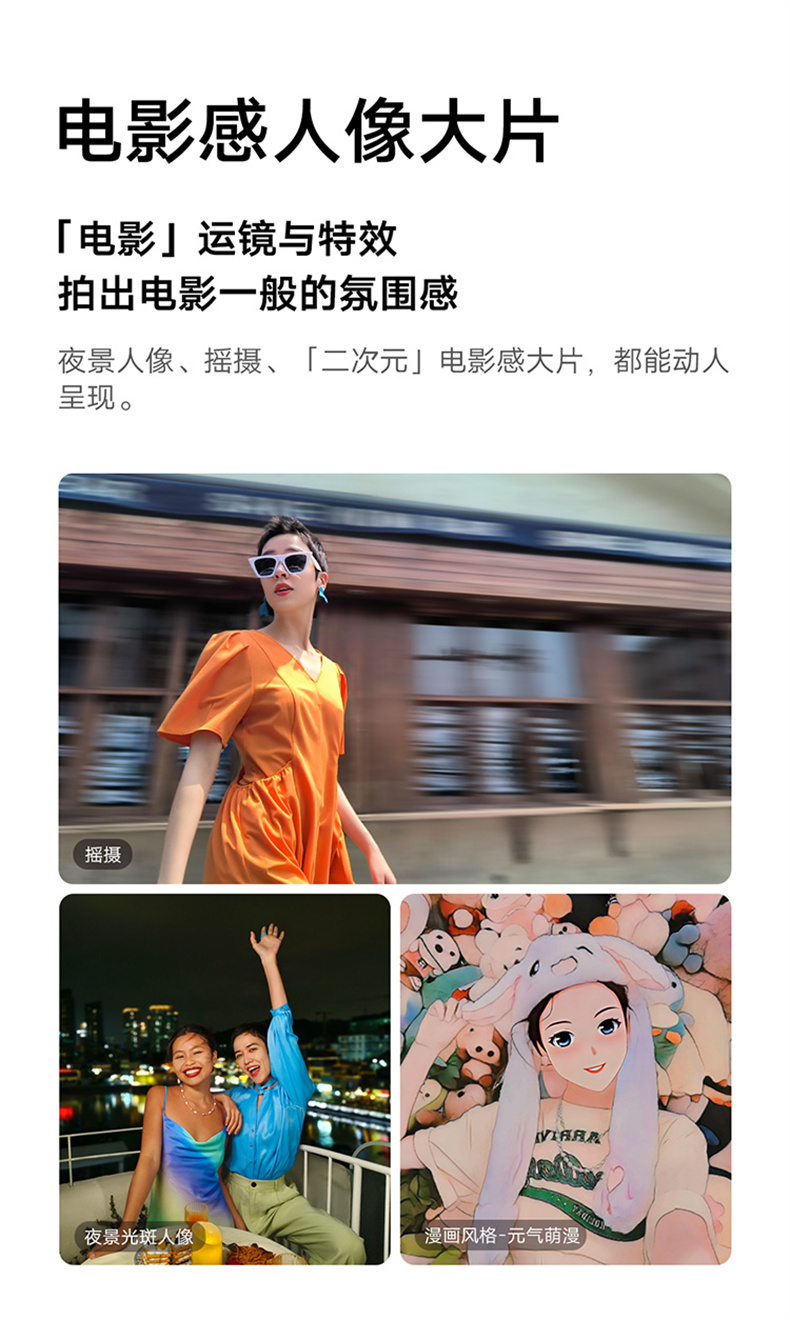 电影感人像大片
「电影」运镜与特效
拍出电影一般的氛围感
夜景人像、摇摄、「二次元」电影感大片，都能动人
呈现。
摇摄
夜景光斑人像
漫画风格-元气萌漫